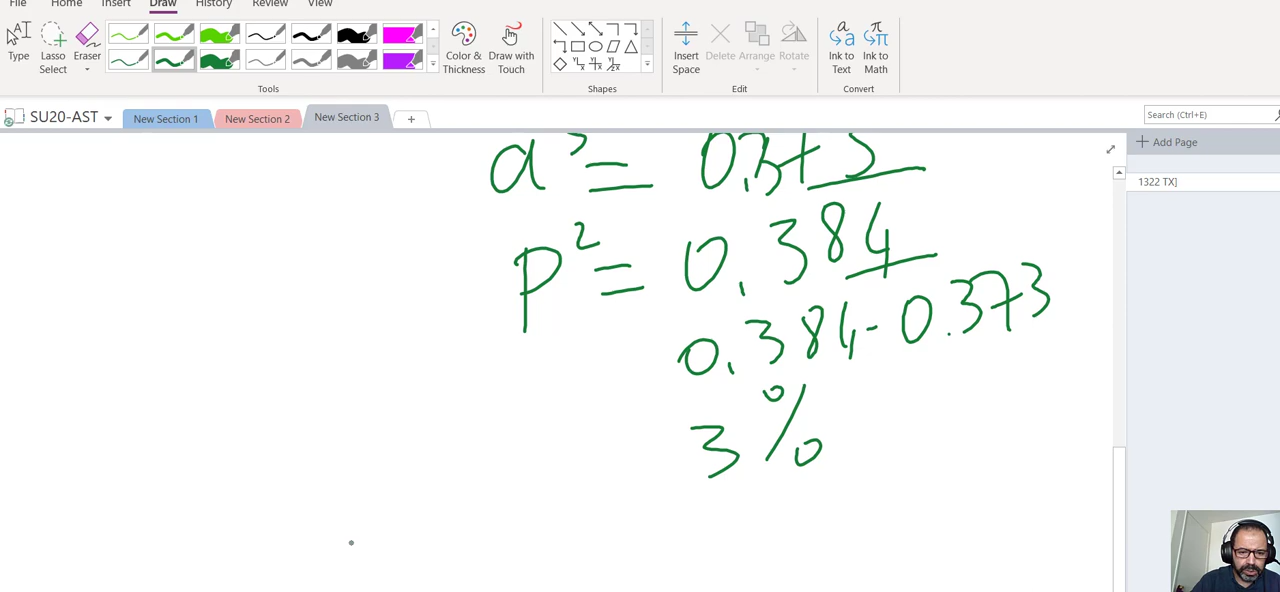 File Home Insert Draw History Review View
Type
Lasso Select
Eraser
Color & Thickness
Draw with Touch
Insert Space
Delete
Arrange
Rotate
Ink to Text
Ink to Math
Tools
Shapes
Edit
Convert
SU20-AST
New Section 1
New Section 2
New Section 3
+
Search (Ctrl+E)
Add Page
1322 TX]
a³ = 0.373
p² = 0.384
0.384 - 0.373
3 %